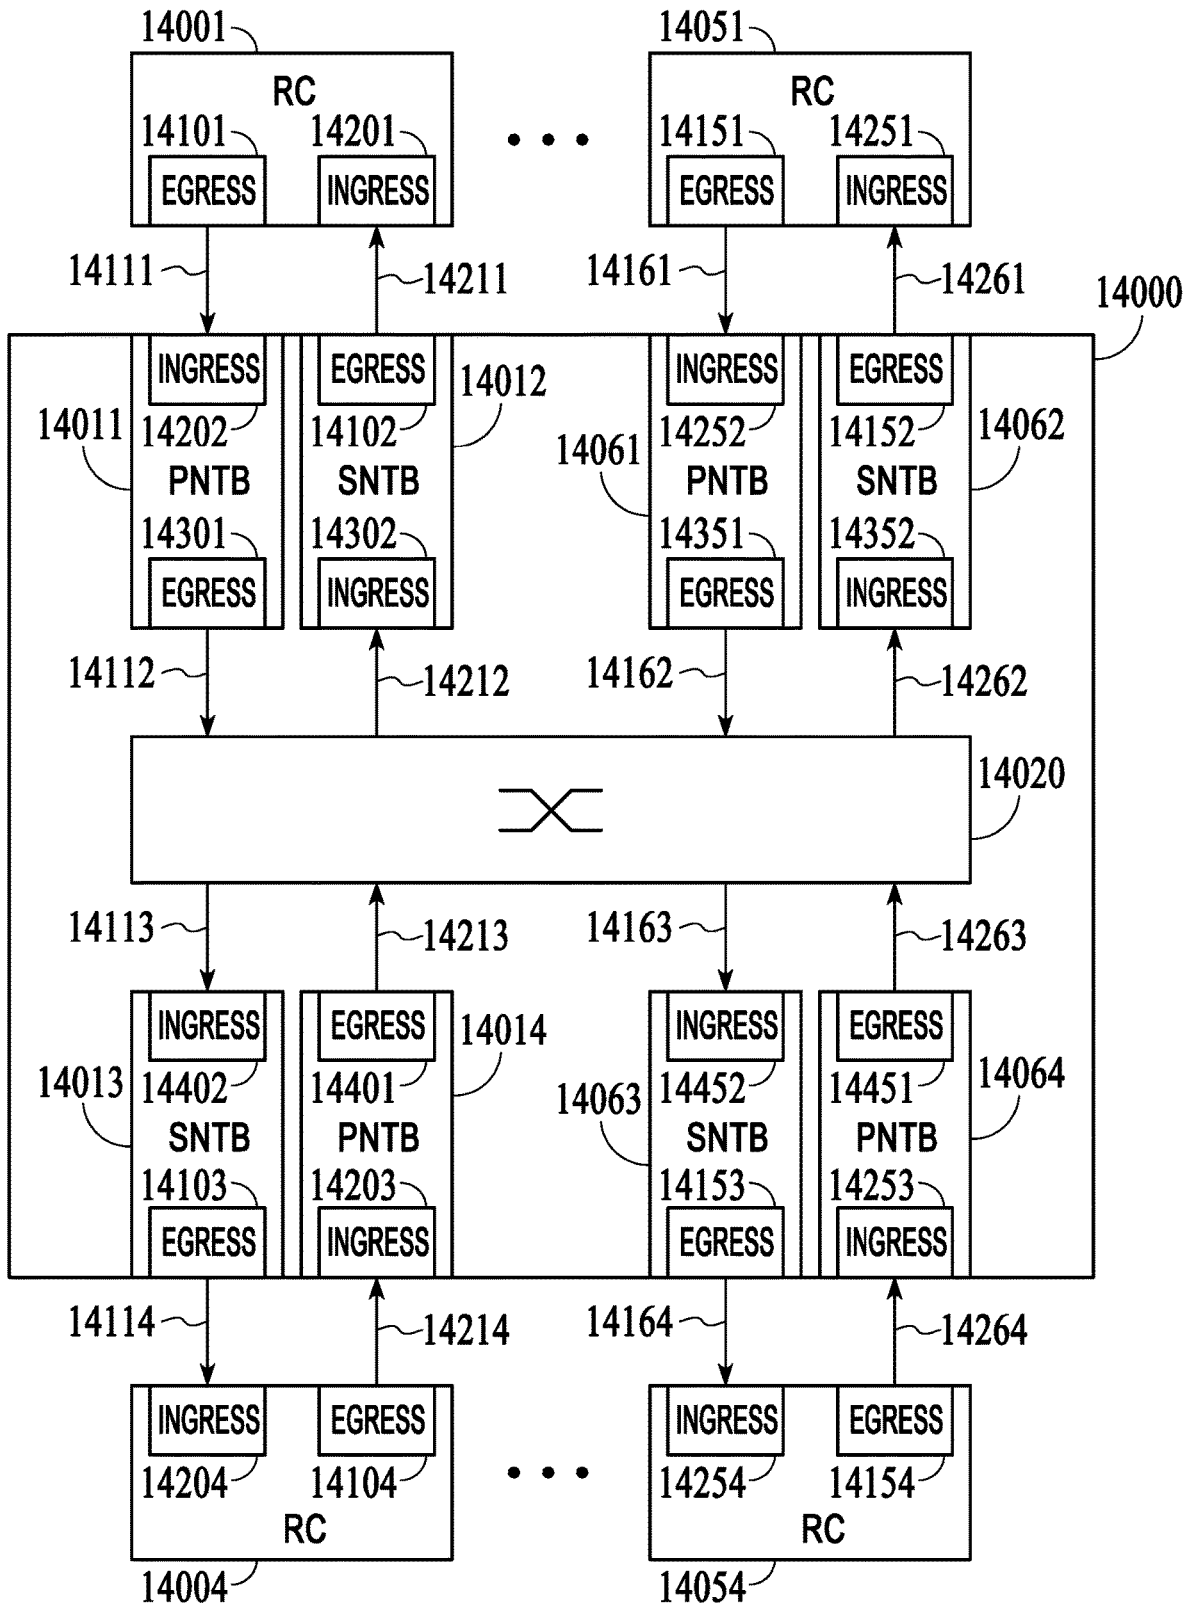 14001 14051
RC RC
14101 14201 14151 14251
EGRESS INGRESS EGRESS INGRESS
14111 14211 14161 14261
14000
INGRESS EGRESS INGRESS EGRESS
14012
14011 14202 14102 14061 14252 14152 14062
PNTB SNTB PNTB SNTB
14301 14302 14351 14352
EGRESS INGRESS EGRESS INGRESS
14112 14212 14162 14262
14020
14113 14213 14163 14263
INGRESS EGRESS INGRESS EGRESS
14014
14013 14402 14401 14063 14452 14451 14064
SNTB PNTB SNTB PNTB
14103 14203 14153 14253
EGRESS INGRESS EGRESS INGRESS
14114 14214 14164 14264
INGRESS EGRESS INGRESS EGRESS
14204 14104 14254 14154
RC RC
14004 14054